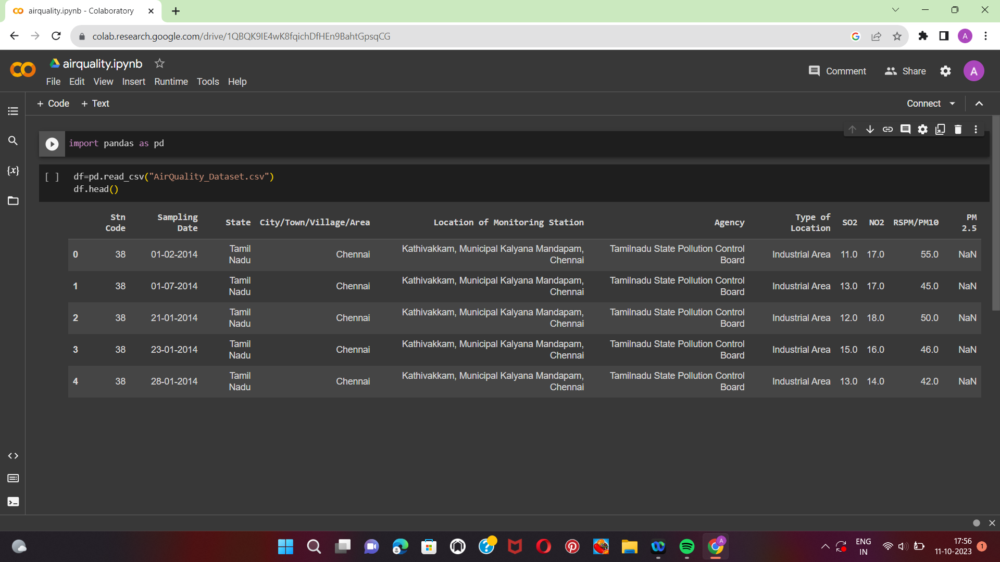 airquality.ipynb - Colaboratory
colab.research.google.com/drive/1QBQK9IE4wK8fqichDfHEn9BahtGpsqCG
A
airquality.ipynb
File Edit View Insert Runtime Tools Help
Comment Share A
+ Code + Text
Connect
import pandas as pd
[ ] df=pd.read_csv("AirQuality_Dataset.csv")
df.head()
Stn Code Sampling Date State City/Town/Village/Area Location of Monitoring Station Agency Type of Location SO2 NO2 RSPM/PM10 PM 2.5
0 38 01-02-2014 Tamil Nadu Chennai Kathivakkam, Municipal Kalyana Mandapam, Chennai Tamilnadu State Pollution Control Board Industrial Area 11.0 17.0 55.0 NaN
1 38 01-07-2014 Tamil Nadu Chennai Kathivakkam, Municipal Kalyana Mandapam, Chennai Tamilnadu State Pollution Control Board Industrial Area 13.0 17.0 45.0 NaN
2 38 21-01-2014 Tamil Nadu Chennai Kathivakkam, Municipal Kalyana Mandapam, Chennai Tamilnadu State Pollution Control Board Industrial Area 12.0 18.0 50.0 NaN
3 38 23-01-2014 Tamil Nadu Chennai Kathivakkam, Municipal Kalyana Mandapam, Chennai Tamilnadu State Pollution Control Board Industrial Area 15.0 16.0 46.0 NaN
4 38 28-01-2014 Tamil Nadu Chennai Kathivakkam, Municipal Kalyana Mandapam, Chennai Tamilnadu State Pollution Control Board Industrial Area 13.0 14.0 42.0 NaN
A
ENG
IN
17:56
11-10-2023
1